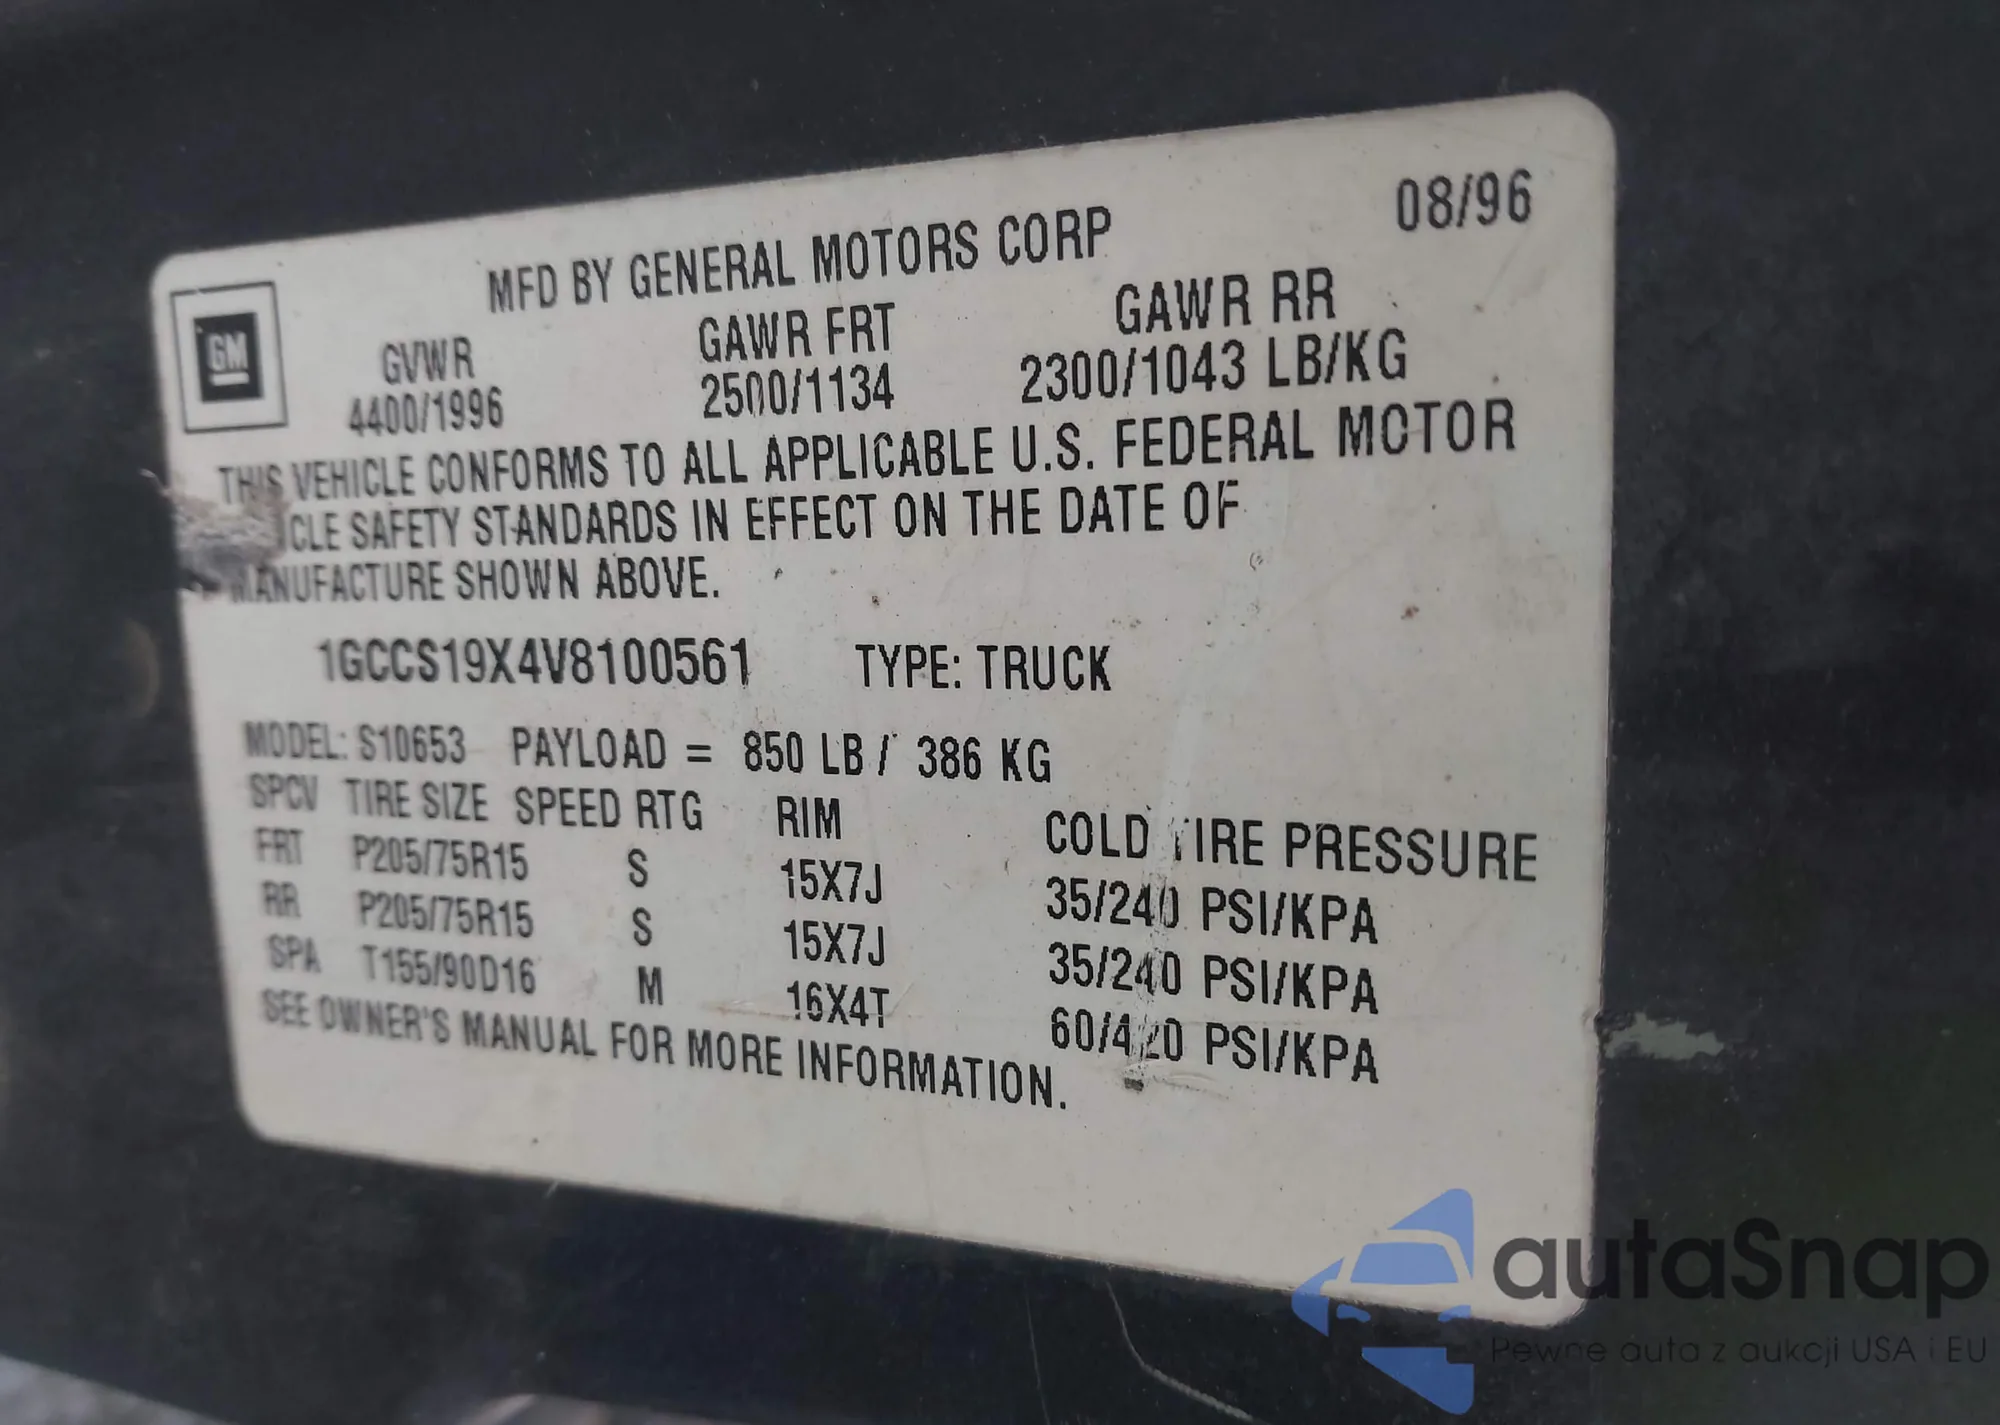 08/96
MFD BY GENERAL MOTORS CORP
GM
GVWR GAWR FRT GAWR RR
4400/1996 2500/1134 2300/1043 LB/KG
THIS VEHICLE CONFORMS TO ALL APPLICABLE U.S. FEDERAL MOTOR
ICLE SAFETY STANDARDS IN EFFECT ON THE DATE OF
MANUFACTURE SHOWN ABOVE.
1GCCS19X4V8100561 TYPE: TRUCK
MODEL: S10653 PAYLOAD = 850 LB / 386 KG
SPCV TIRE SIZE SPEED RTG RIM COLD TIRE PRESSURE
FRT P205/75R15 S 15X7J 35/240 PSI/KPA
RR P205/75R15 S 15X7J 35/240 PSI/KPA
SPA T155/90D16 M 16X4T 60/420 PSI/KPA
SEE OWNER'S MANUAL FOR MORE INFORMATION.
autaSnap
Pewne auta z aukcji USA i EU